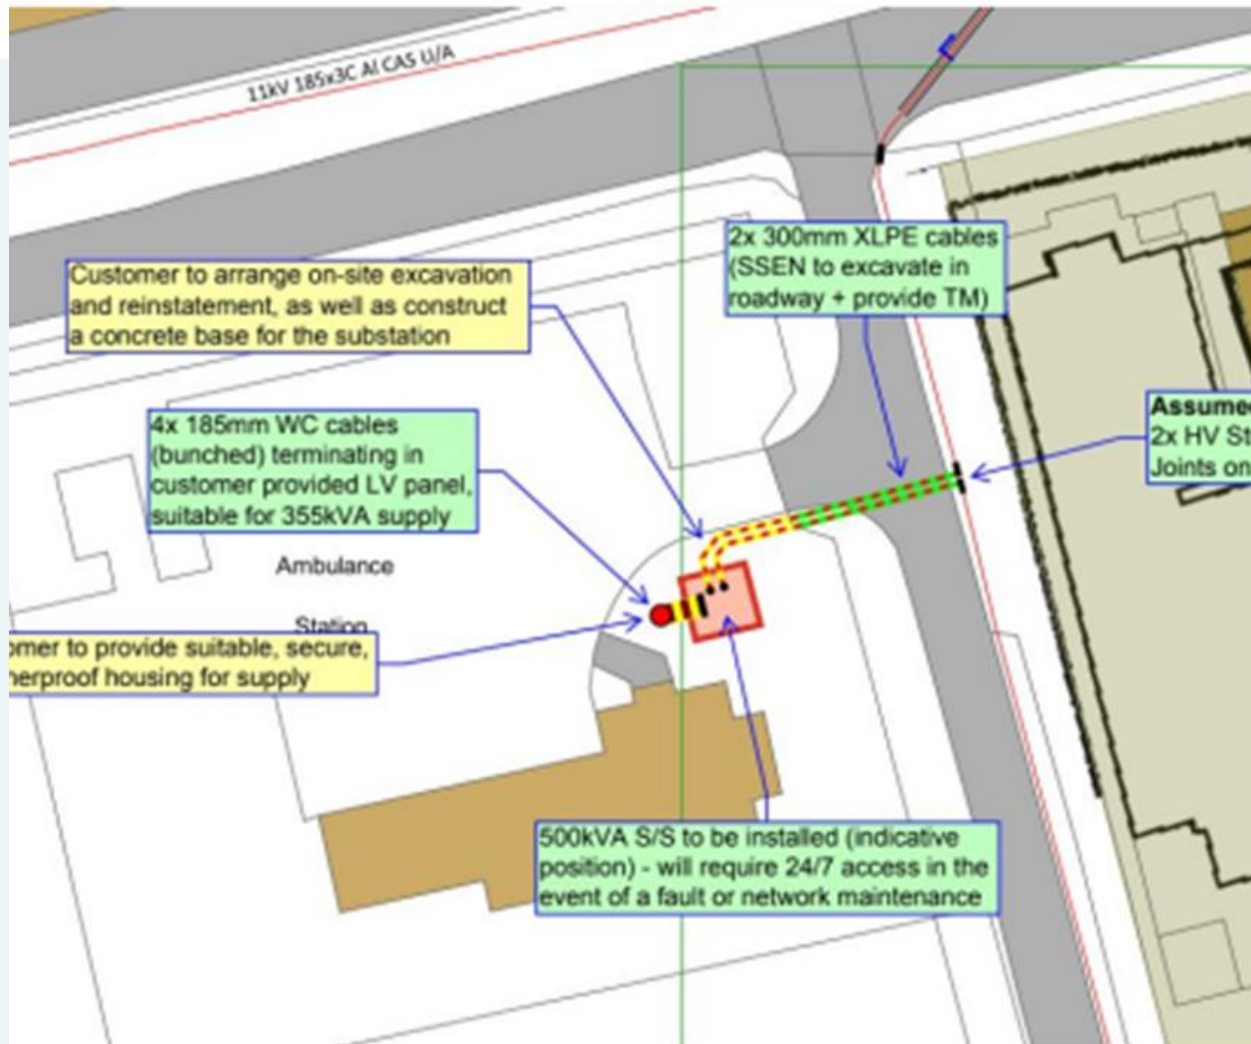 11kV 185x3C Al CAS U/A
2x 300mm XLPE cables
(SSEN to excavate in
roadway + provide TM)
Customer to arrange on-site excavation
and reinstatement, as well as construct
a concrete base for the substation
Assume
2x HV St
Joints on
4x 185mm WC cables
(bunched) terminating in
customer provided LV panel,
suitable for 355kVA supply
Ambulance
Station
omer to provide suitable, secure,
herproof housing for supply
500kVA S/S to be installed (indicative
position) - will require 24/7 access in the
event of a fault or network maintenance